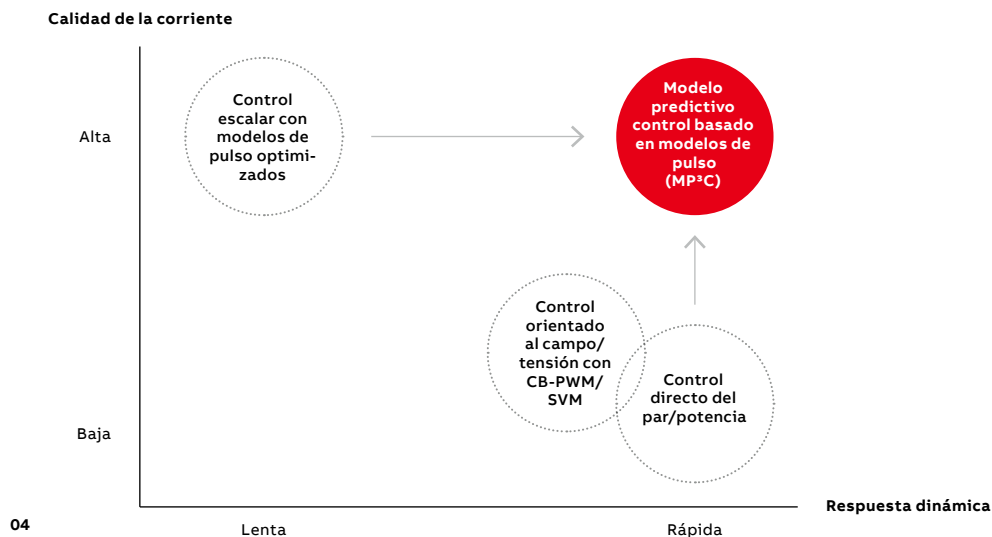 Calidad de la corriente
Alta
Control
escalar con
modelos de
pulso optimi-
zados
Modelo
predictivo
control basado
en modelos de
pulso
(MP³C)
Control
orientado
al campo/
tensión con
CB-PWM/
SVM
Control
directo del
par/potencia
Baja
Respuesta dinámica
04
Lenta
Rápida